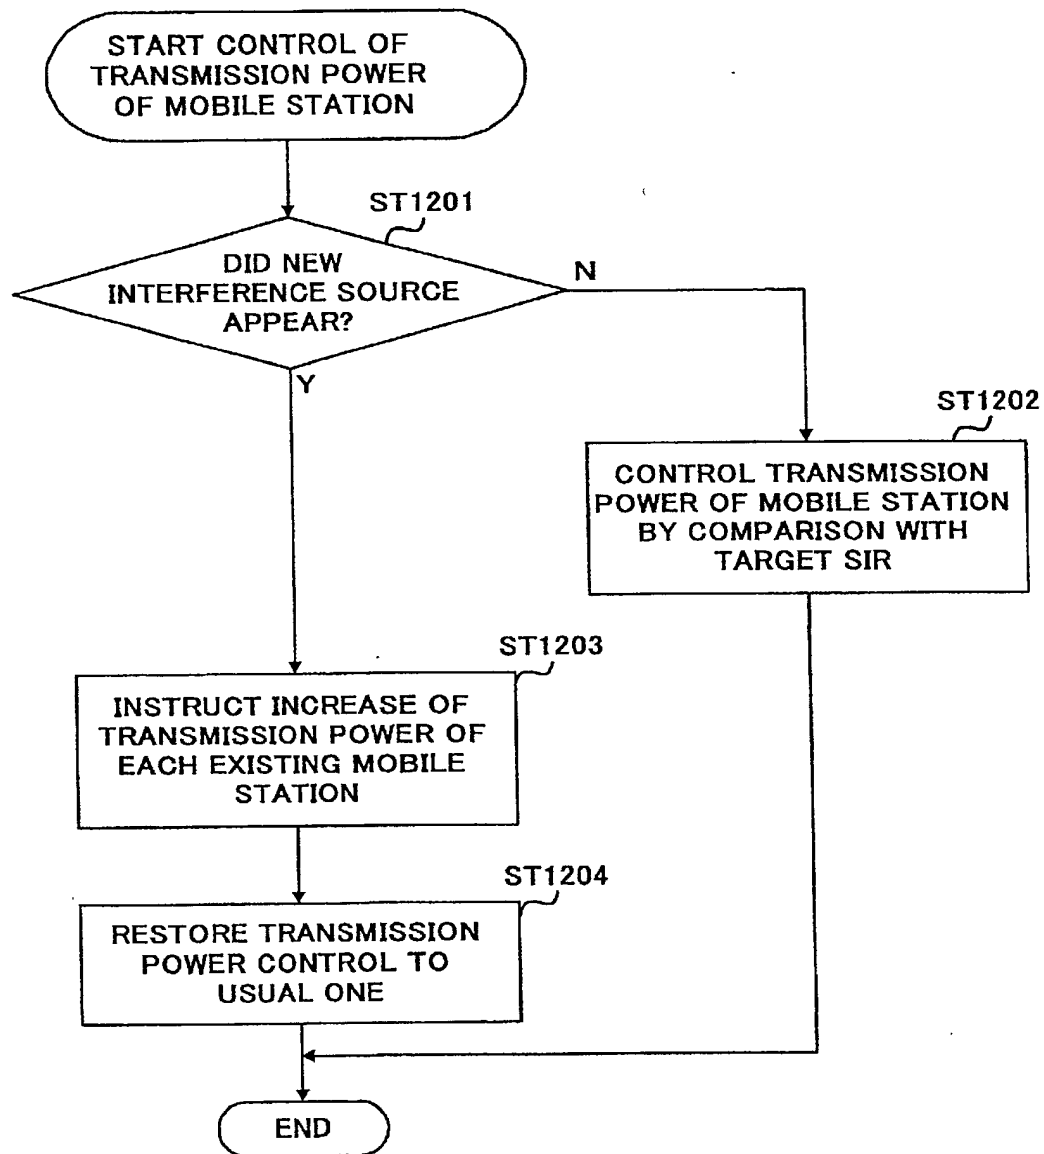 START CONTROL OF
TRANSMISSION POWER
OF MOBILE STATION
ST1201
DID NEW
INTERFERENCE SOURCE
APPEAR?
N
Y
ST1202
CONTROL TRANSMISSION
POWER OF MOBILE STATION
BY COMPARISON WITH
TARGET SIR
ST1203
INSTRUCT INCREASE OF
TRANSMISSION POWER OF
EACH EXISTING MOBILE
STATION
ST1204
RESTORE TRANSMISSION
POWER CONTROL TO
USUAL ONE
END